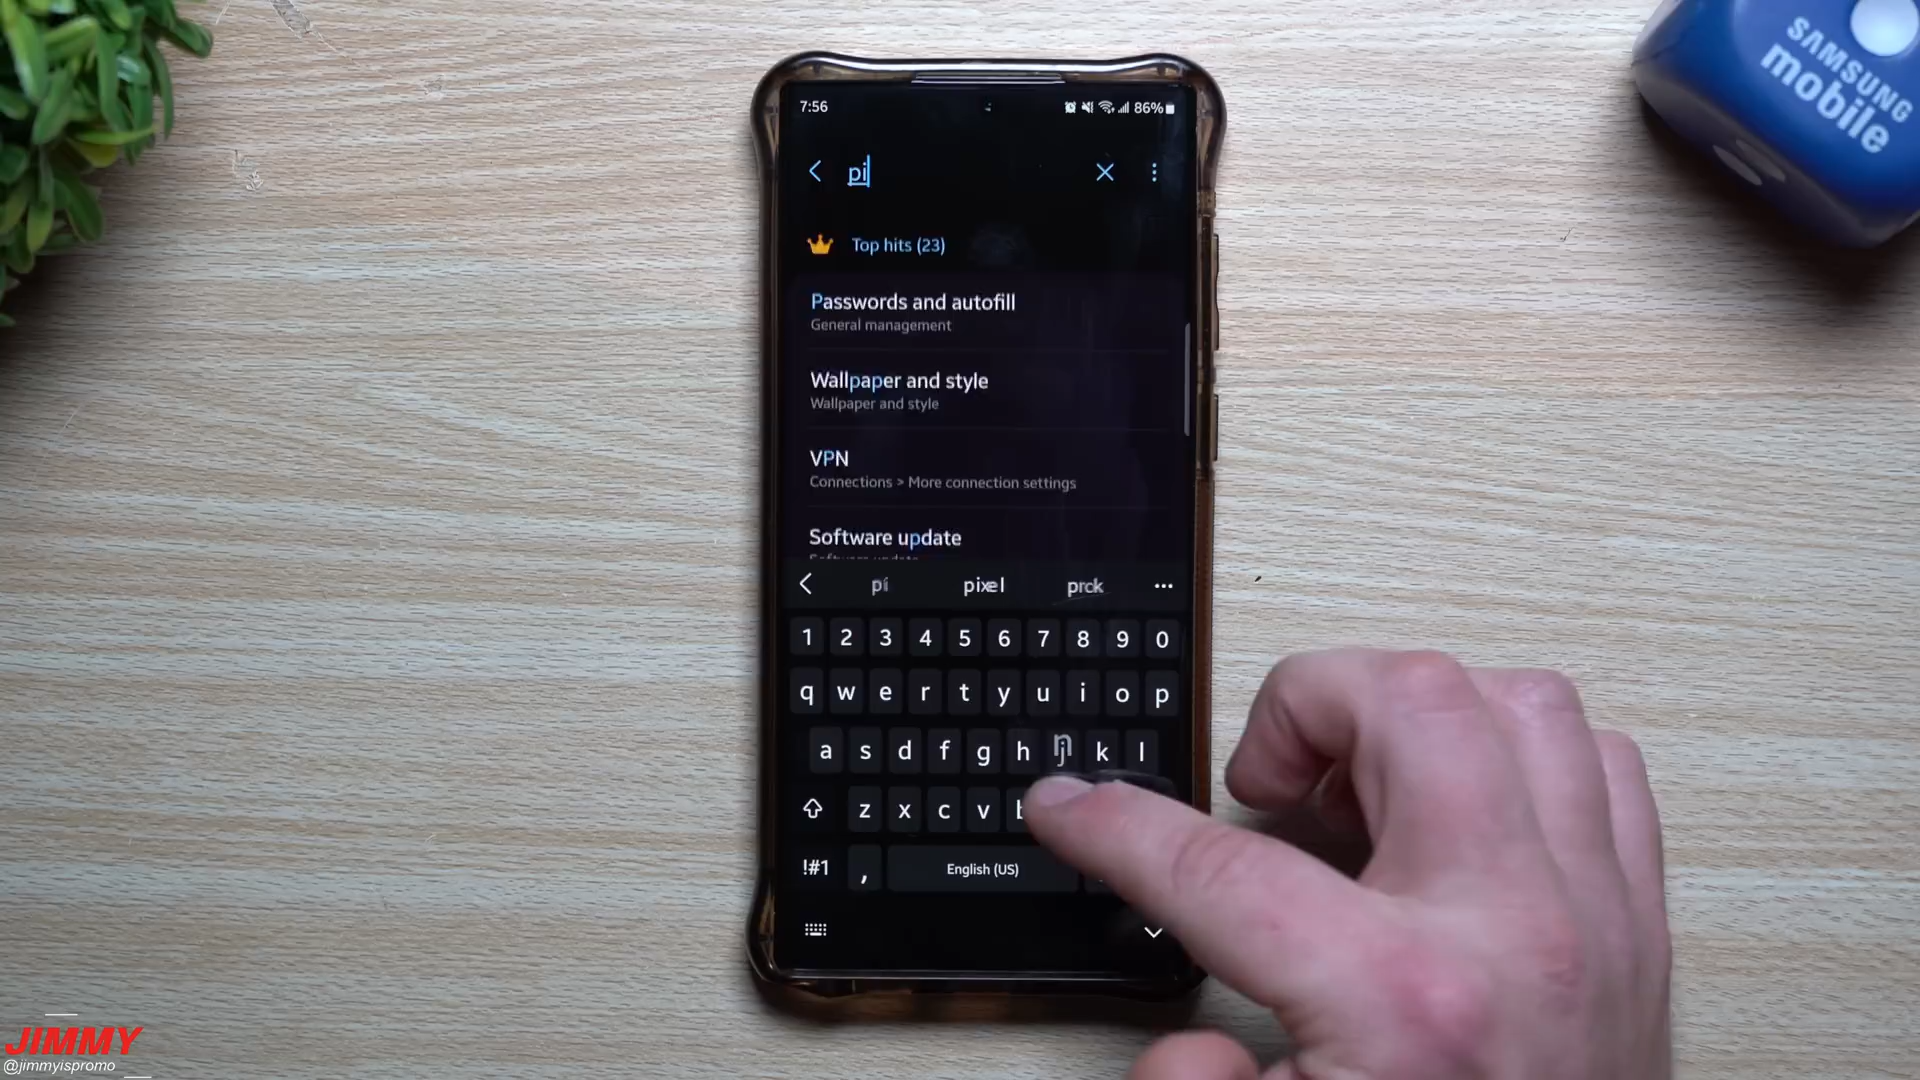 SAMSUNG
mobile
7:56
86%
pi
Top hits (23)
Passwords and autofill
General management
Wallpaper and style
Wallpaper and style
VPN
Connections > More connection settings
Software update
Software update
pi
pixel
1 2 3 4 5 6 7 8 9 0
q w e r t y u i o p
a s d f g h j k l
z x c v b
!#1 , English (US)
JIMMY
@jimmyispromo